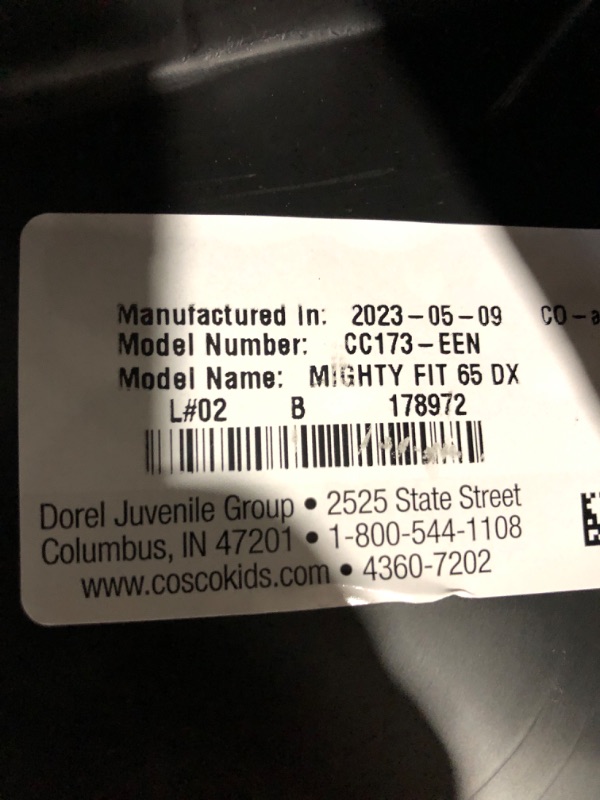 Manufactured In: 2023-05-09 CO-a
Model Number: CC173-EEN
Model Name: MIGHTY FIT 65 DX
L#02 B 178972
Dorel Juvenile Group • 2525 State Street
Columbus, IN 47201 • 1-800-544-1108
www.coscokids.com • 4360-7202